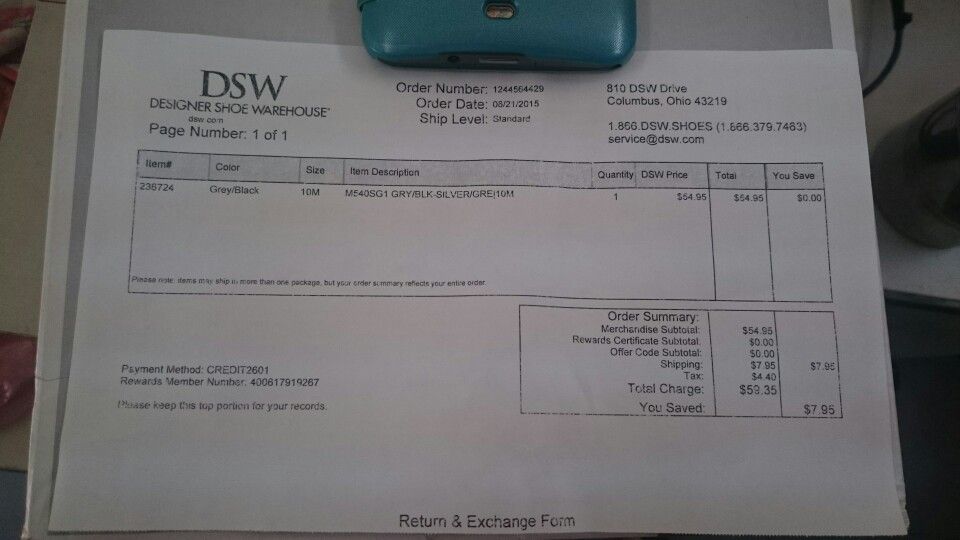 DSW
DESIGNER SHOE WAREHOUSE
dsw.com
Page Number: 1 of 1
Order Number: 1244564429
Order Date: 08/21/2015
Ship Level: Standard
810 DSW Drive
Columbus, Ohio 43219
1.866.DSW.SHOES (1.866.379.7463)
service@dsw.com
Item# Color Size Item Description Quantity DSW Price Total You Save
236724 Grey/Black 10M M540SG1 GRY/BLK-SILVER/GRE|10M 1 $54.95 $54.95 $0.00
Please note: items may ship in more than one package, but your order summary reflects your entire order.
Order Summary:
Merchandise Subtotal: $54.95
Rewards Certificate Subtotal: $0.00
Offer Code Subtotal: $0.00
Shipping: $7.95 $7.95
Tax: $4.40
Total Charge: $59.35
You Saved: $7.95
Payment Method: CREDIT2601
Rewards Member Number: 400617919267
Please keep this top portion for your records.
Return & Exchange Form